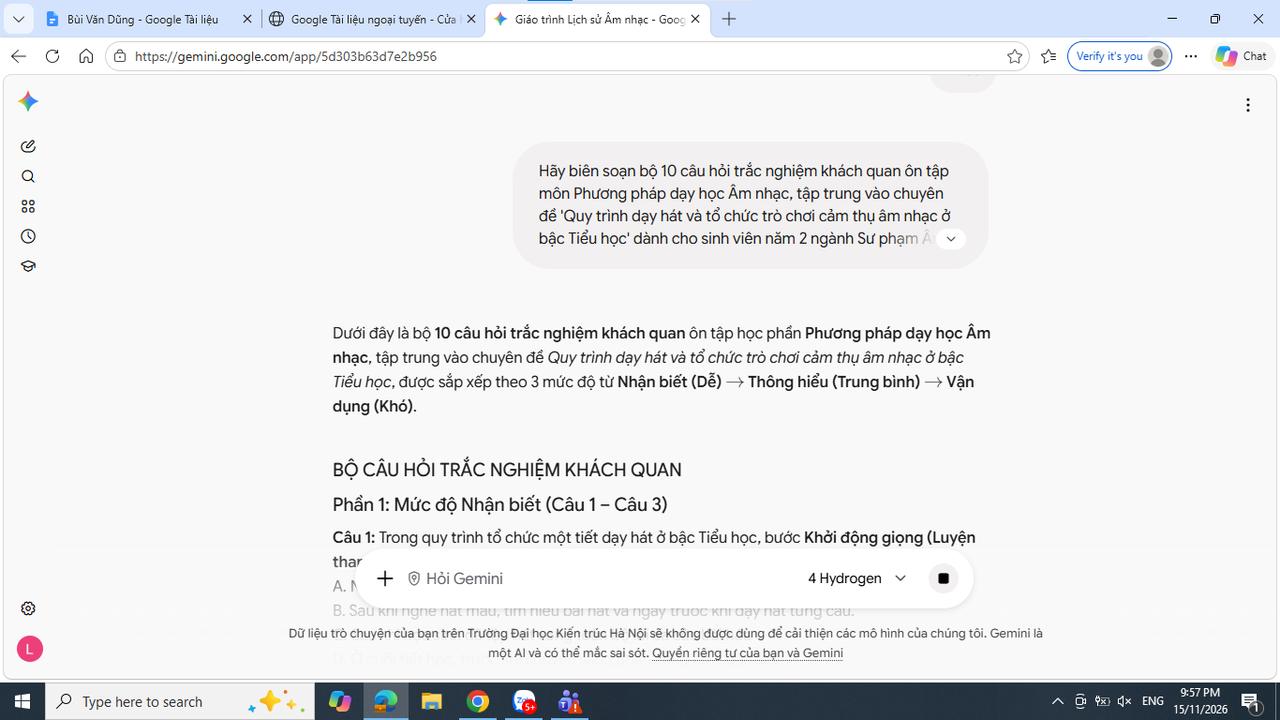 Bùi Văn Dũng - Google Tài liệu
Google Tài liệu ngoại tuyến - Cửa
Giáo trình Lịch sử Âm nhạc - Goog
https://gemini.google.com/app/5d303b63d7e2b956
Verify it's you
Chat
Hãy biên soạn bộ 10 câu hỏi trắc nghiệm khách quan ôn tập
môn Phương pháp dạy học Âm nhạc, tập trung vào chuyên
đề 'Quy trình dạy hát và tổ chức trò chơi cảm thụ âm nhạc ở
bậc Tiểu học' dành cho sinh viên năm 2 ngành Sư phạm Â
Dưới đây là bộ 10 câu hỏi trắc nghiệm khách quan ôn tập học phần Phương pháp dạy học Âm
nhạc, tập trung vào chuyên đề Quy trình dạy hát và tổ chức trò chơi cảm thụ âm nhạc ở bậc
Tiểu học, được sắp xếp theo 3 mức độ từ Nhận biết (Dễ) → Thông hiểu (Trung bình) → Vận
dụng (Khó).
BỘ CÂU HỎI TRẮC NGHIỆM KHÁCH QUAN
Phần 1: Mức độ Nhận biết (Câu 1 – Câu 3)
Câu 1: Trong quy trình tổ chức một tiết dạy hát ở bậc Tiểu học, bước Khởi động giọng (Luyện
A.
Hỏi Gemini
4 Hydrogen
B. Sau khi nghe hát mẫu, tìm hiểu bài hát và ngay trước khi dạy hát từng câu.
Dữ liệu trò chuyện của bạn trên Trường Đại học Kiến trúc Hà Nội sẽ không được dùng để cải thiện các mô hình của chúng tôi. Gemini là
một AI và có thể mắc sai sót. Quyền riêng tư của bạn và Gemini
L
Type here to search
5+
ENG
9:57 PM
15/11/2026
1